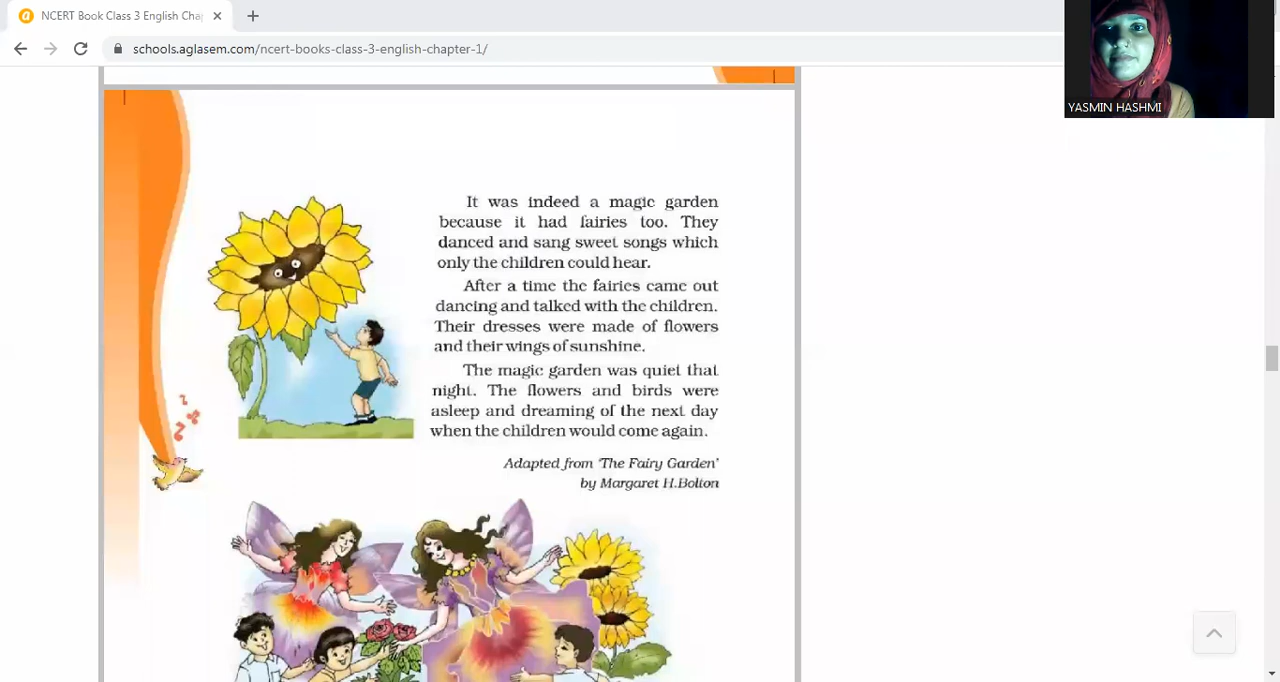 NCERT Book Class 3 English Cha
schools.aglasem.com/ncert-books-class-3-english-chapter-1/
YASMIN HASHMI
It was indeed a magic garden
because it had fairies too. They
danced and sang sweet songs which
only the children could hear.
After a time the fairies came out
dancing and talked with the children.
Their dresses were made of flowers
and their wings of sunshine.
The magic garden was quiet that
night. The flowers and birds were
asleep and dreaming of the next day
when the children would come again.
Adapted from 'The Fairy Garden'
by Margaret H.Bolton